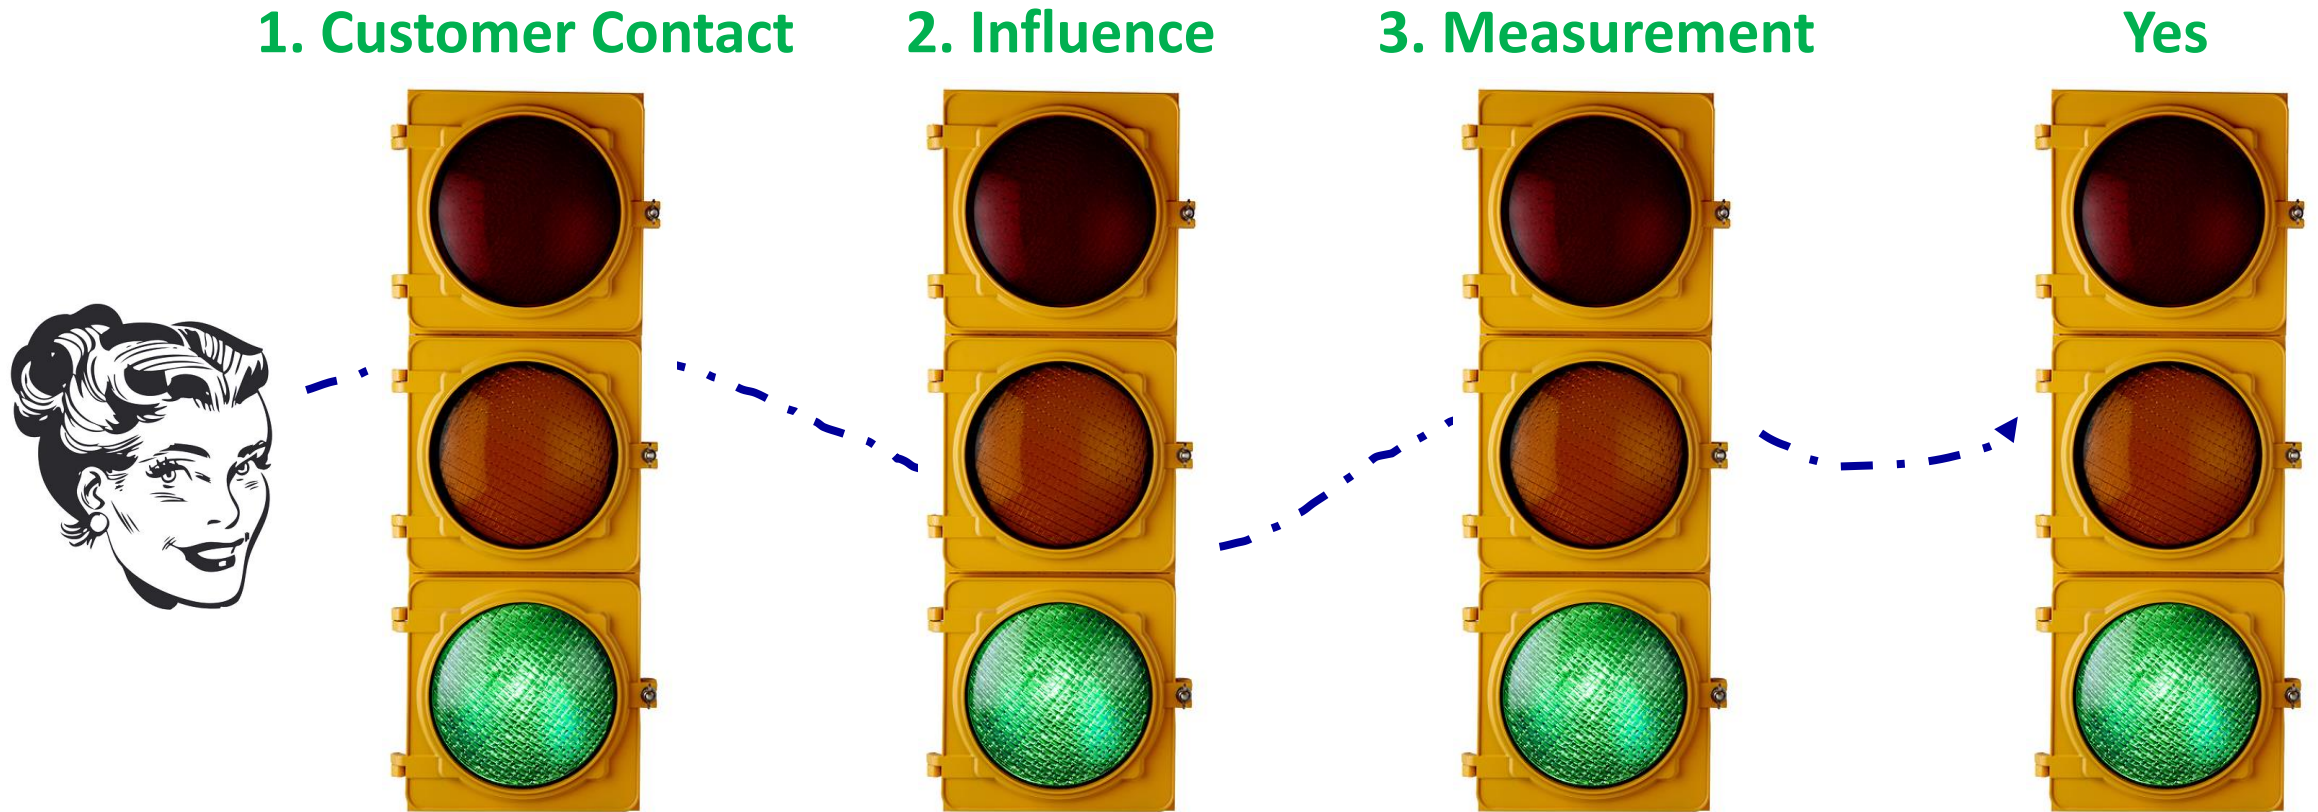 1. Customer Contact
2. Influence
3. Measurement
Yes